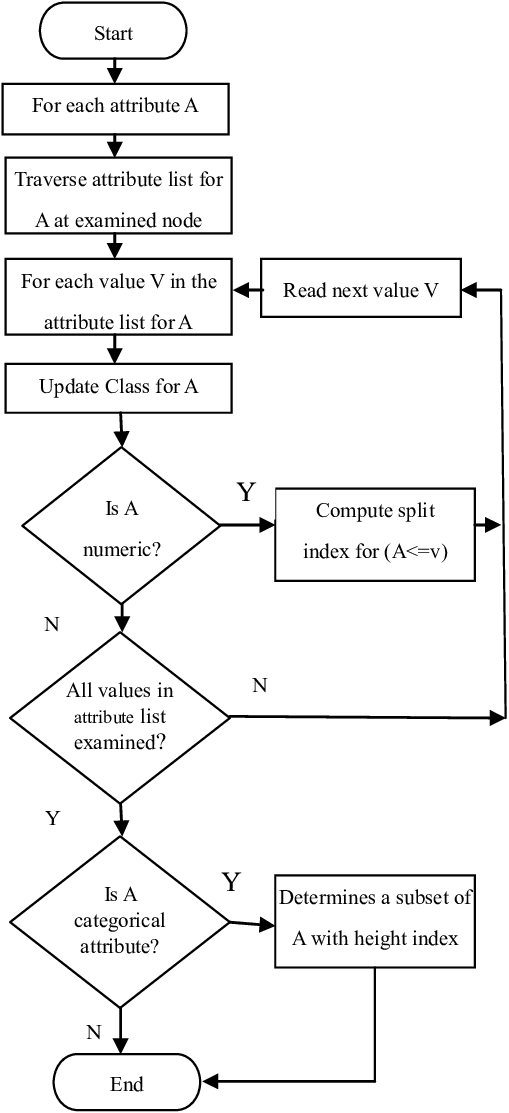 Start
For each attribute A
Traverse attribute list for
A at examined node
For each value V in the
attribute list for A
Read next value V
Update Class for A
Is A
numeric?
Y
Compute split
index for (A<=v)
N
All values in
attribute list
examined?
N
Y
Is A
categorical
attribute?
Y
Determines a subset of
A with height index
N
End